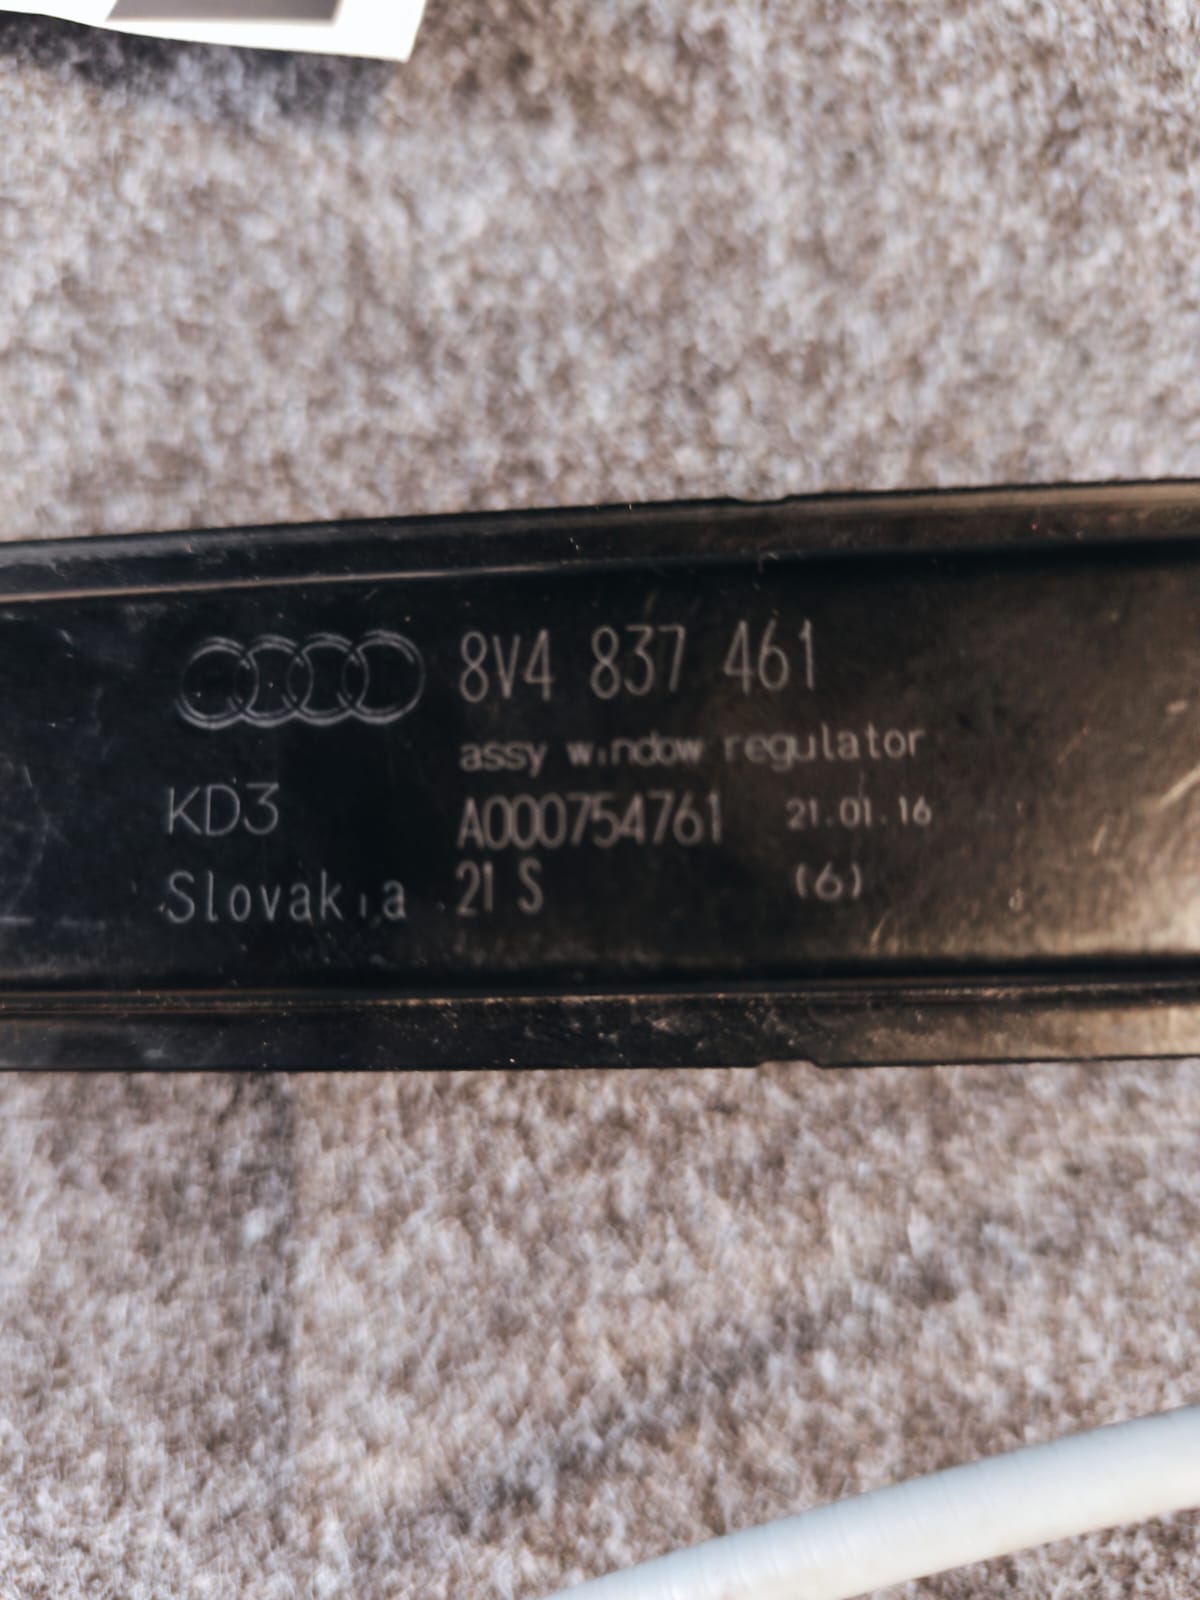 8V4 837 461
assy window regulator
KD3 A000754761 21.01.16
Slovakia 21 S (6)